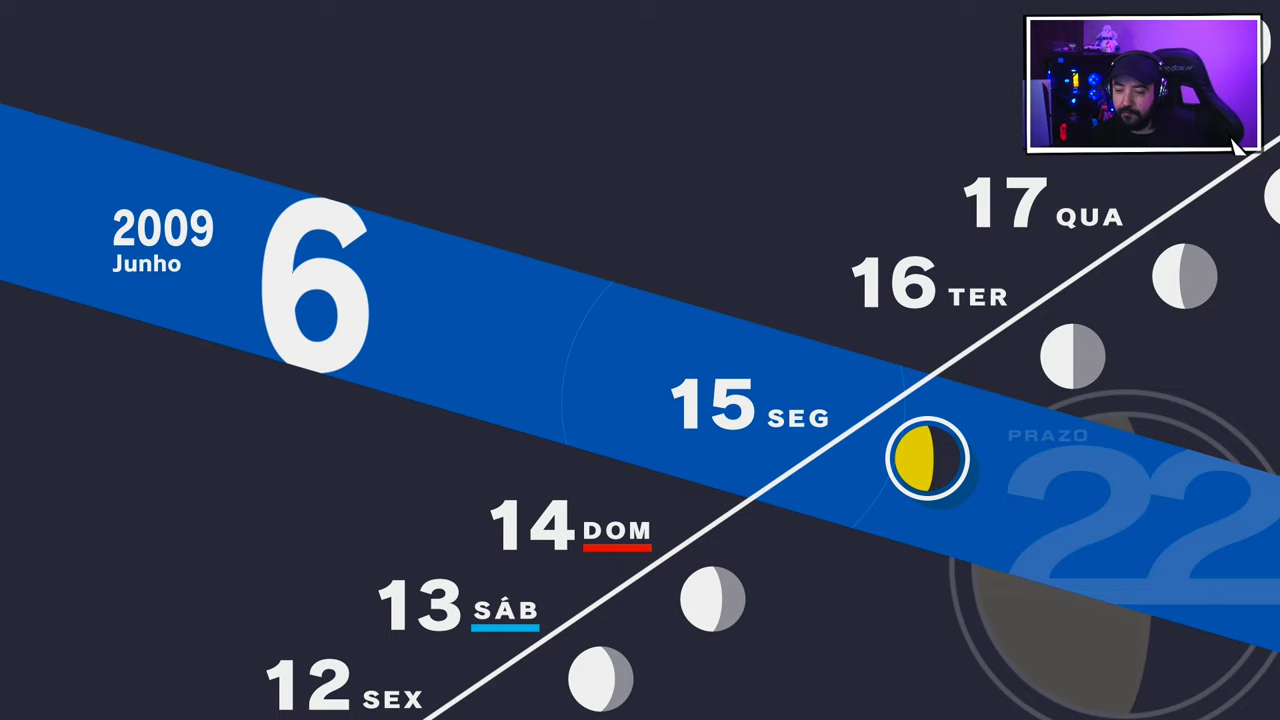 2009
Junho
6
17 QUA
16 TER
15 SEG
14 DOM
13 SÁB
12 SEX
PRAZO
22